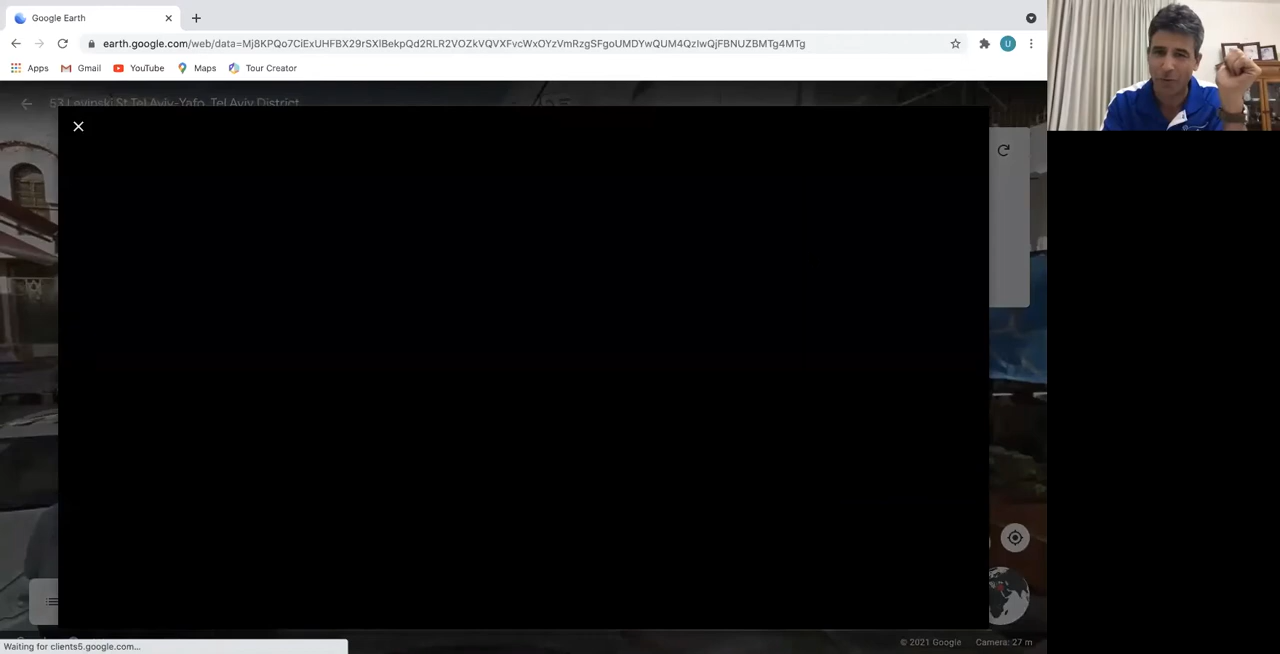 Google Earth
earth.google.com/web/data=Mj8KPQo7CiExUHFBX29rSXlBekpQd2RLR2VOZkVQVXFvcWxOYzVmRzgSFgoUMDYwQUM4QzIwQjFBNUZBMTg4MTg
Apps Gmail YouTube Maps Tour Creator
53 Levinski St Tel Aviv-Yafo, Tel Aviv District
U
© 2021 Google Camera: 27 m
Waiting for clients5.google.com...